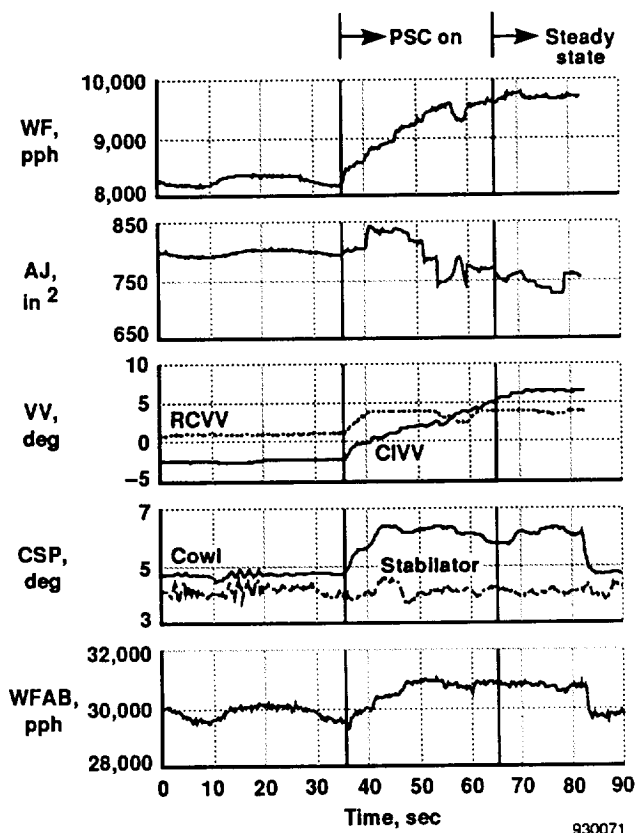 PSC on
Steady
state
10,000
WF,
pph
9,000
8,000
850
AJ,
in 2
750
650
10
VV,
deg
5
0
−5
RCVV
CIVV
7
CSP,
deg
5
3
Cowl
Stabilator
32,000
WFAB,
pph
30,000
28,000
0 10 20 30 40 50 60 70 80 90
Time, sec
930071